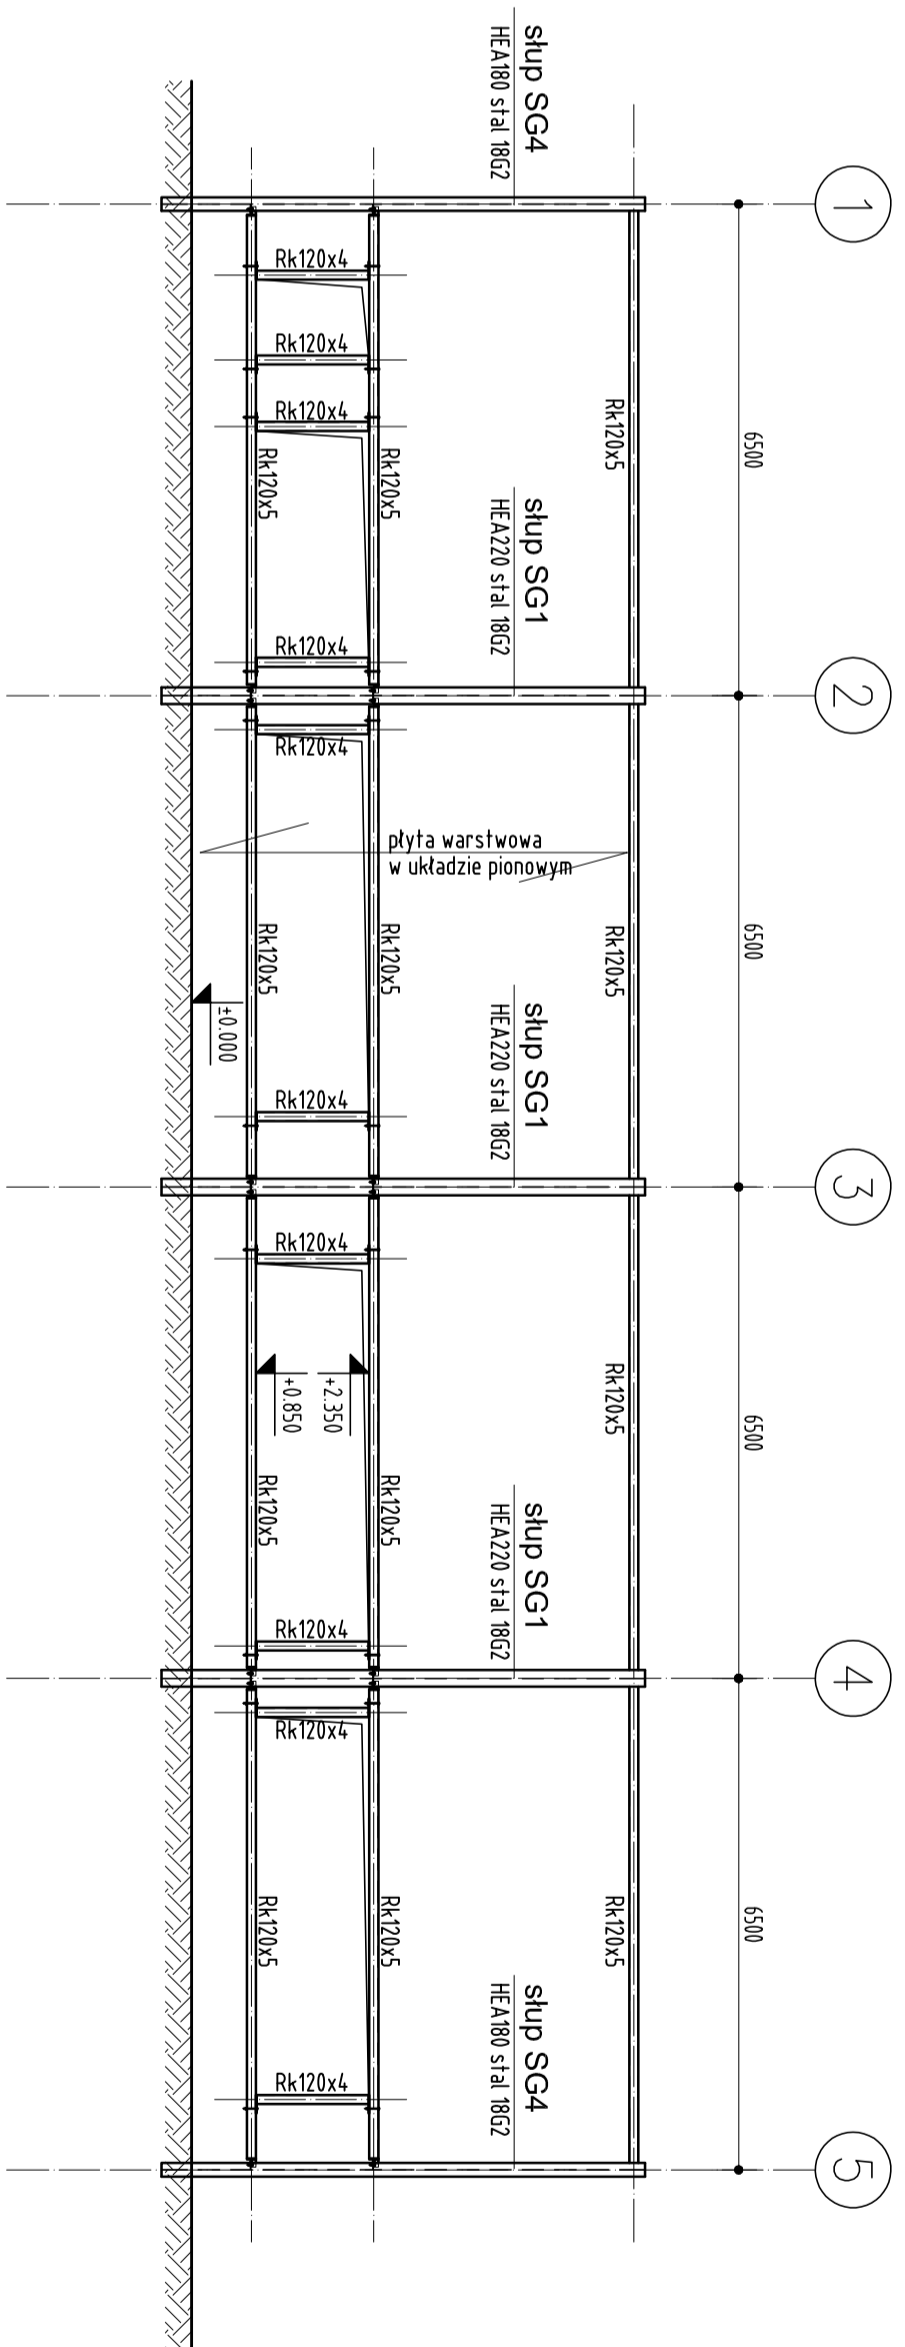 1
2
3
4
5
6500
6500
6500
6500
słup SG4
HEA180 stal 18G2
słup SG1
HEA220 stal 18G2
słup SG1
HEA220 stal 18G2
słup SG1
HEA220 stal 18G2
słup SG4
HEA180 stal 18G2
Rk120x5
Rk120x5
Rk120x5
Rk120x5
Rk120x5
Rk120x5
Rk120x5
Rk120x5
Rk120x5
Rk120x5
Rk120x5
Rk120x5
Rk120x4
Rk120x4
Rk120x4
Rk120x4
Rk120x4
Rk120x4
Rk120x4
Rk120x4
Rk120x4
Rk120x4
płyta warstwowa
w układzie pionowym
±0.000
+2.350
+0.850